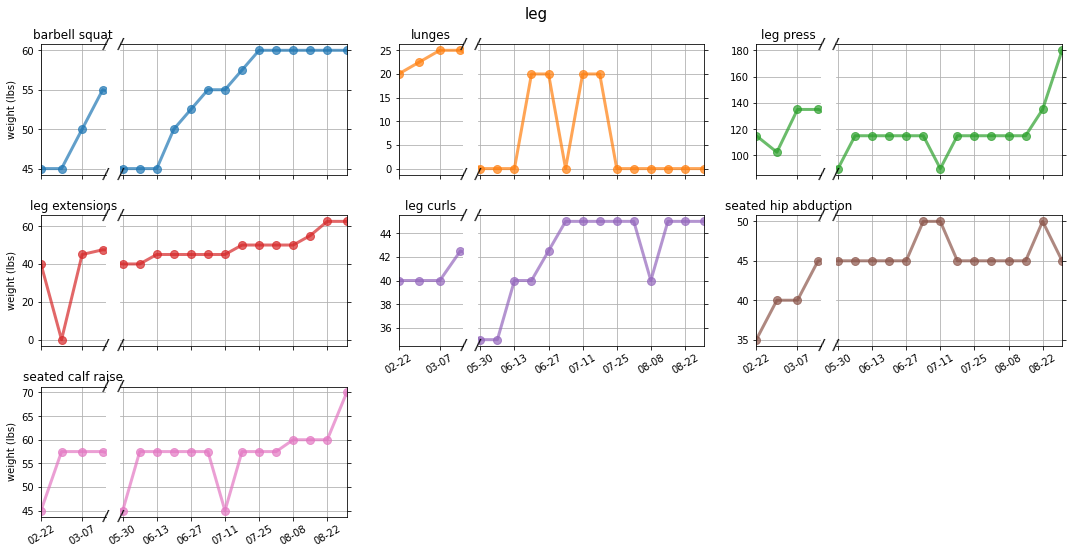 leg
barbell squat
weight (lbs)
60
55
50
45
lunges
25
20
15
10
5
0
leg press
180
160
140
120
100
leg extensions
weight (lbs)
60
40
20
0
leg curls
44
42
40
38
36
02-22 03-07 05-30 06-13 06-27 07-11 07-25 08-08 08-22
seated hip abduction
50
45
40
35
02-22 03-07 05-30 06-13 06-27 07-11 07-25 08-08 08-22
seated calf raise
weight (lbs)
70
65
60
55
50
45
02-22 03-07 05-30 06-13 06-27 07-11 07-25 08-08 08-22